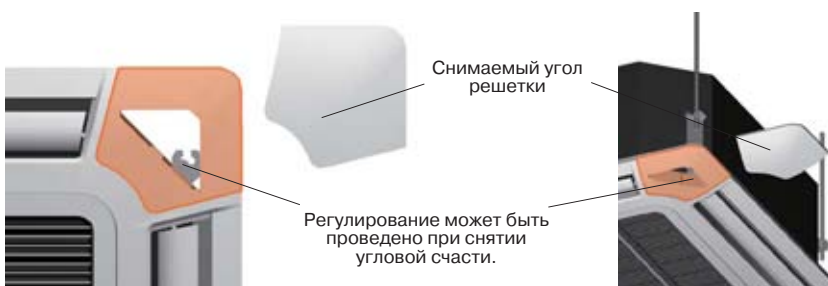 Снимаемый угол
решетки
Регулирование может быть
проведено при снятии
угловой счасти.